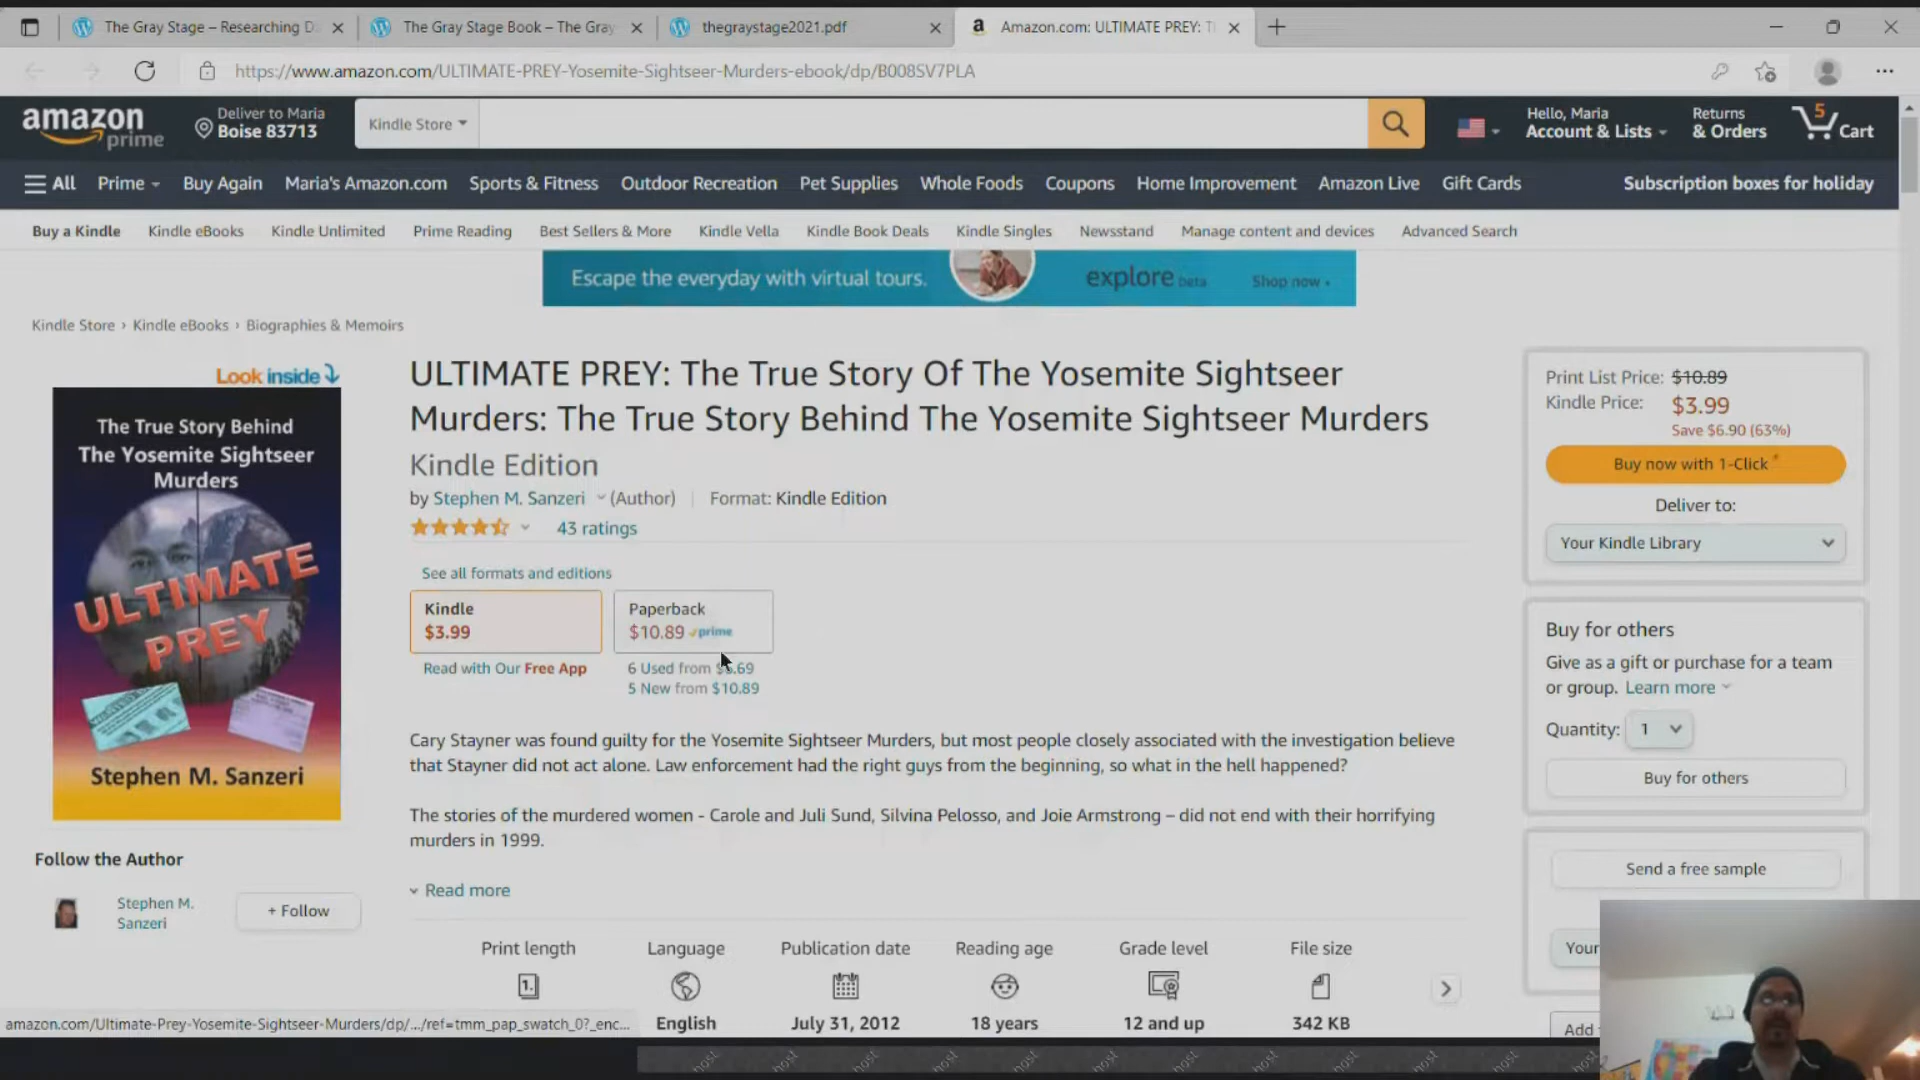 The Gray Stage – Researching D
The Gray Stage Book – The Gray
thegraystage2021.pdf
Amazon.com: ULTIMATE PREY: T
https://www.amazon.com/ULTIMATE-PREY-Yosemite-Sightseer-Murders-ebook/dp/B008SV7PLA
amazon prime
Deliver to Maria
Boise 83713
Kindle Store
Hello, Maria
Account & Lists
Returns
& Orders
5
Cart
All
Prime
Buy Again
Maria's Amazon.com
Sports & Fitness
Outdoor Recreation
Pet Supplies
Whole Foods
Coupons
Home Improvement
Amazon Live
Gift Cards
Subscription boxes for holiday
Buy a Kindle
Kindle eBooks
Kindle Unlimited
Prime Reading
Best Sellers & More
Kindle Vella
Kindle Book Deals
Kindle Singles
Newsstand
Manage content and devices
Advanced Search
Escape the everyday with virtual tours.
explore beta
Shop now ▸
Kindle Store › Kindle eBooks › Biographies & Memoirs
Look inside
The True Story Behind
The Yosemite Sightseer
Murders
ULTIMATE
PREY
Stephen M. Sanzeri
ULTIMATE PREY: The True Story Of The Yosemite Sightseer
Murders: The True Story Behind The Yosemite Sightseer Murders
Kindle Edition
by Stephen M. Sanzeri (Author) | Format: Kindle Edition
43 ratings
See all formats and editions
Kindle
$3.99
Read with Our Free App
Paperback
$10.89 prime
6 Used from
.69
5 New from $10.89
Cary Stayner was found guilty for the Yosemite Sightseer Murders, but most people closely associated with the investigation believe
that Stayner did not act alone. Law enforcement had the right guys from the beginning, so what in the hell happened?
The stories of the murdered women - Carole and Juli Sund, Silvina Pelosso, and Joie Armstrong – did not end with their horrifying
murders in 1999.
Read more
Print List Price: $10.89
Kindle Price: $3.99
Save $6.90 (63%)
Buy now with 1-Click *
Deliver to:
Your Kindle Library
Buy for others
Give as a gift or purchase for a team
or group. Learn more
Quantity: 1
Buy for others
Send a free sample
Your
Add
Follow the Author
Stephen M.
Sanzeri
+ Follow
Print length
Language
English
Publication date
July 31, 2012
Reading age
18 years
Grade level
12 and up
File size
342 KB
amazon.com/Ultimate-Prey-Yosemite-Sightseer-Murders/dp/.../ref=tmm_pap_swatch_0?_enc...